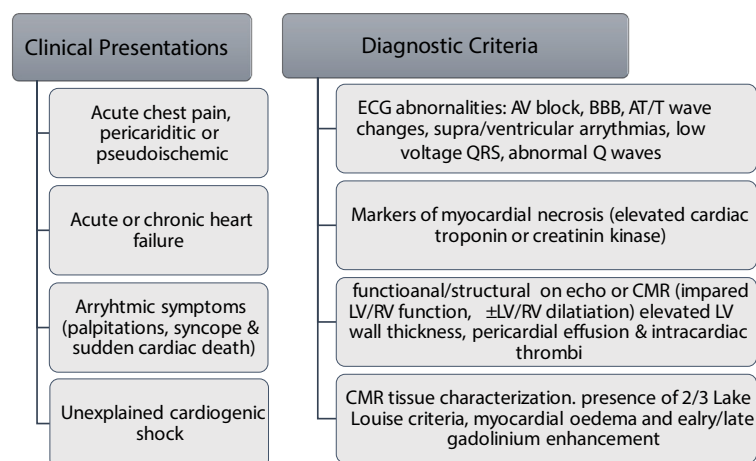 Clinical Presentations
Acute chest pain,
pericariditic or
pseudoischemic
Acute or chronic heart
failure
Arryhtmic symptoms
(palpitations, syncope &
sudden cardiac death)
Unexplained cardiogenic
shock
Diagnostic Criteria
ECG abnornalities: AV block, BBB, AT/T wave
changes, supra/ventricular arrythmias, low
voltage QRS, abnormal Q waves
Markers of myocardial necrosis (elevated cardiac
troponin or creatinin kinase)
functioanal/structural on echo or CMR (impared
LV/RV function, ±LV/RV dilatiation) elevated LV
wall thickness, pericardial effusion & intracardiac
thrombi
CMR tissue characterization. presence of 2/3 Lake
Louise criteria, myocardial oedema and ealry/late
gadolinium enhancement